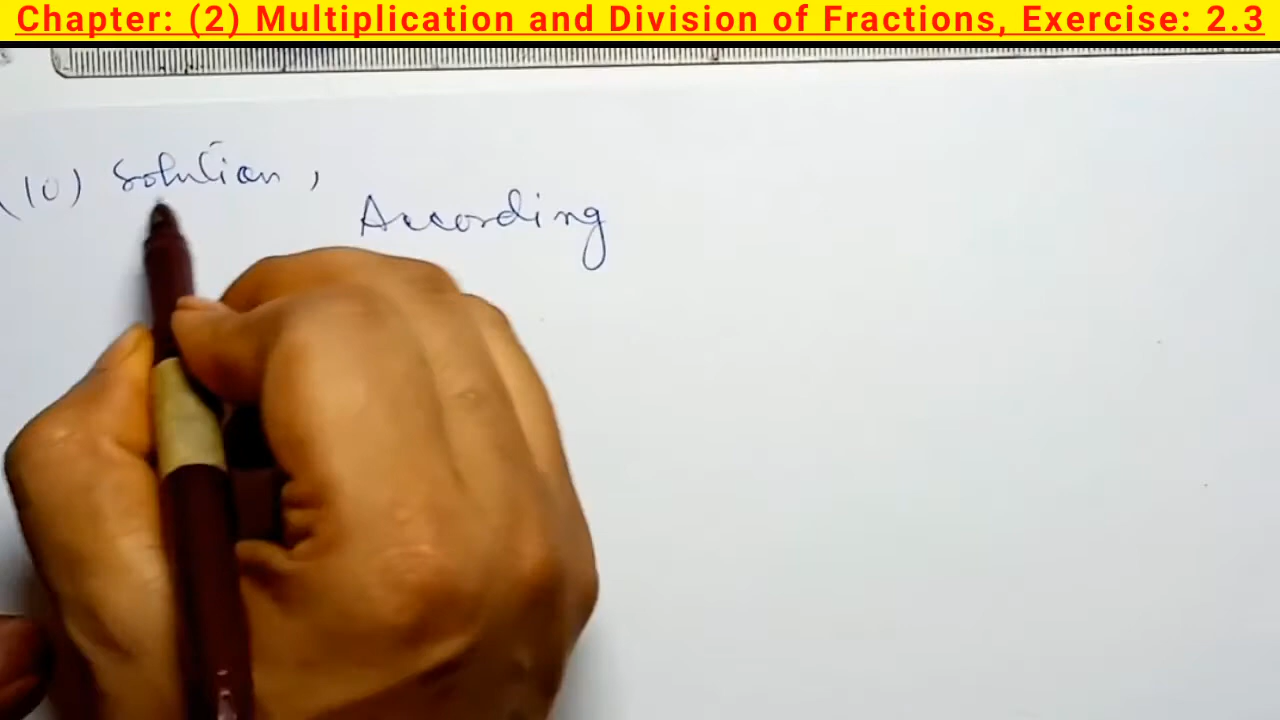 Chapter: (2) Multiplication and Division of Fractions, Exercise: 2.3
(10) Solution,
According